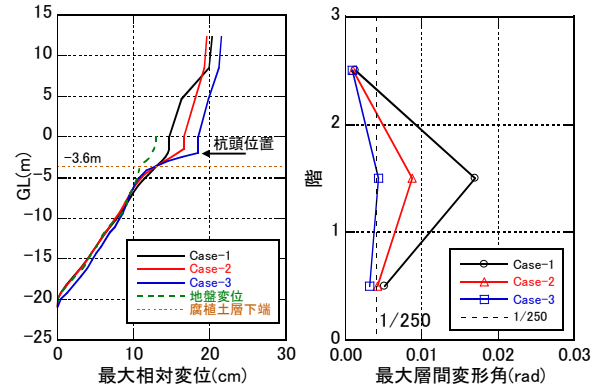 15
10
5
0
-5
-10
-15
-20
-25
GL(m)
-3.6m
杭頭位置
Case-1
Case-2
Case-3
地盤変位
腐植土層下端
0
10
20
30
最大相対変位(cm)
3
2
1
0
階
Case-1
Case-2
Case-3
1/250
1/250
0.00
0.01
0.02
0.03
最大層間変形角(rad)